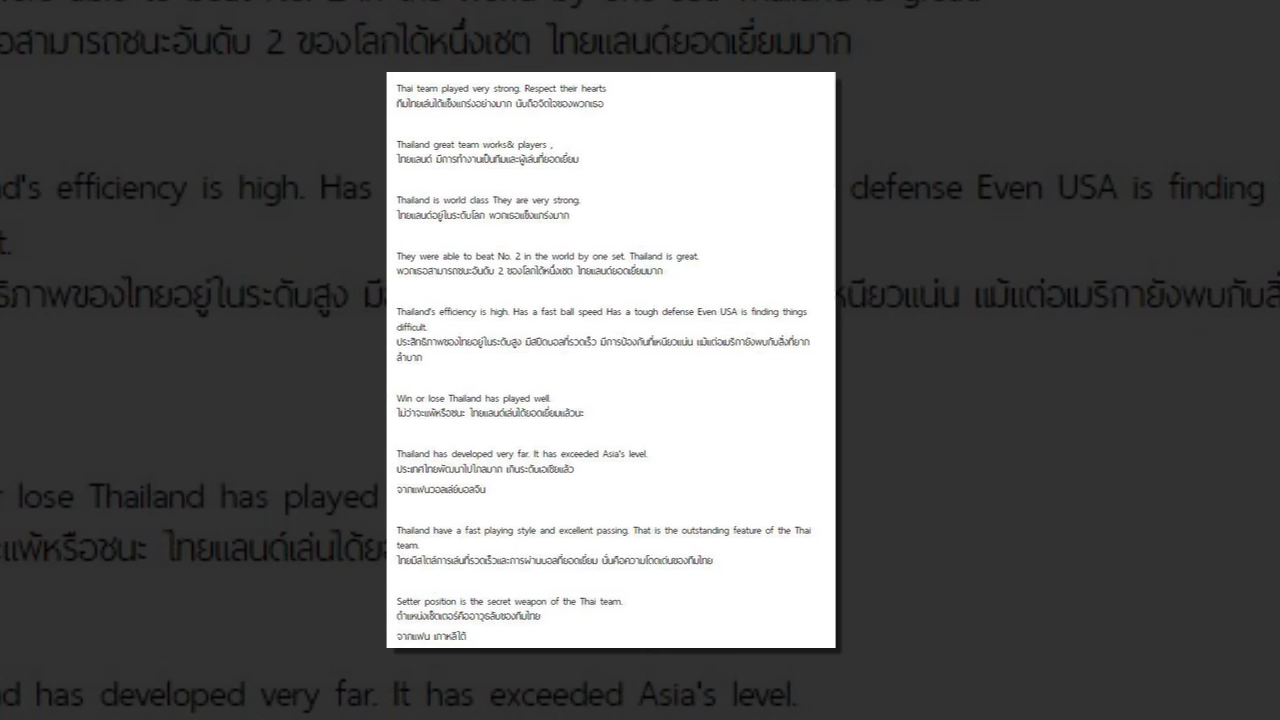 Thai team played very strong. Respect their hearts
ทีมไทยเล่นได้แข็งแกร่งอย่างมาก นับถือจิตใจของพวกเธอ
Thailand great team works& players ,
ไทยแลนด์ มีการทำงานเป็นทีมและผู้เล่นที่ยอดเยี่ยม
Thailand is world class They are very strong.
ไทยแลนด์อยู่ในระดับโลก พวกเธอแข็งแกร่งมาก
They were able to beat No. 2 in the world by one set. Thailand is great.
พวกเธอสามารถชนะอันดับ 2 ของโลกได้หนึ่งเซต ไทยแลนด์ยอดเยี่ยมมาก
Thailand's efficiency is high. Has a fast ball speed Has a tough defense Even USA is finding things
difficult.
ประสิทธิภาพของไทยอยู่ในระดับสูง มีสปีดบอลที่รวดเร็ว มีการป้องกันที่เหนียวแน่น แม้แต่อเมริกายังพบกับสิ่งที่ยาก
ลำบาก
Win or lose Thailand has played well.
ไม่ว่าจะแพ้หรือชนะ ไทยแลนด์เล่นได้ยอดเยี่ยมแล้วนะ
Thailand has developed very far. It has exceeded Asia's level.
ประเทศไทยพัฒนาไปไกลมาก เกินระดับเอเชียแล้ว
จากแฟนวอลเล่ย์บอลจีน
Thailand have a fast playing style and excellent passing. That is the outstanding feature of the Thai
team.
ไทยมีสไตล์การเล่นที่รวดเร็วและการผ่านบอลที่ยอดเยี่ยม นั่นคือความโดดเด่นของทีมไทย
Setter position is the secret weapon of the Thai team.
ตำแหน่งเซ็ตเตอร์คืออาวุธลับของทีมไทย
จากแฟน เกาหลีใต้